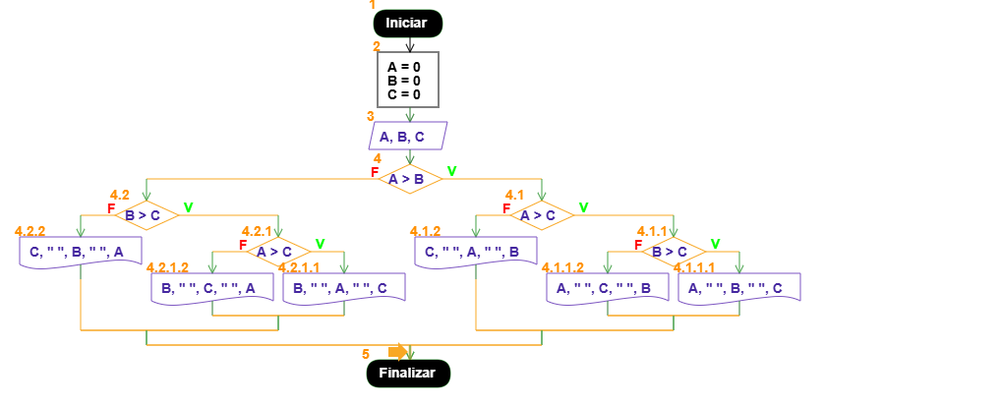 1
Iniciar
2
A = 0
B = 0
C = 0
3
A, B, C
4
F
A > B
V
4.2
F
B > C
V
4.1
F
A > C
V
4.2.2
C, " ", B, " ", A
4.2.1
F
A > C
V
4.1.2
C, " ", A, " ", B
4.1.1
F
B > C
V
4.2.1.2
B, " ", C, " ", A
4.2.1.1
B, " ", A, " ", C
4.1.1.2
A, " ", C, " ", B
4.1.1.1
A, " ", B, " ", C
5
Finalizar